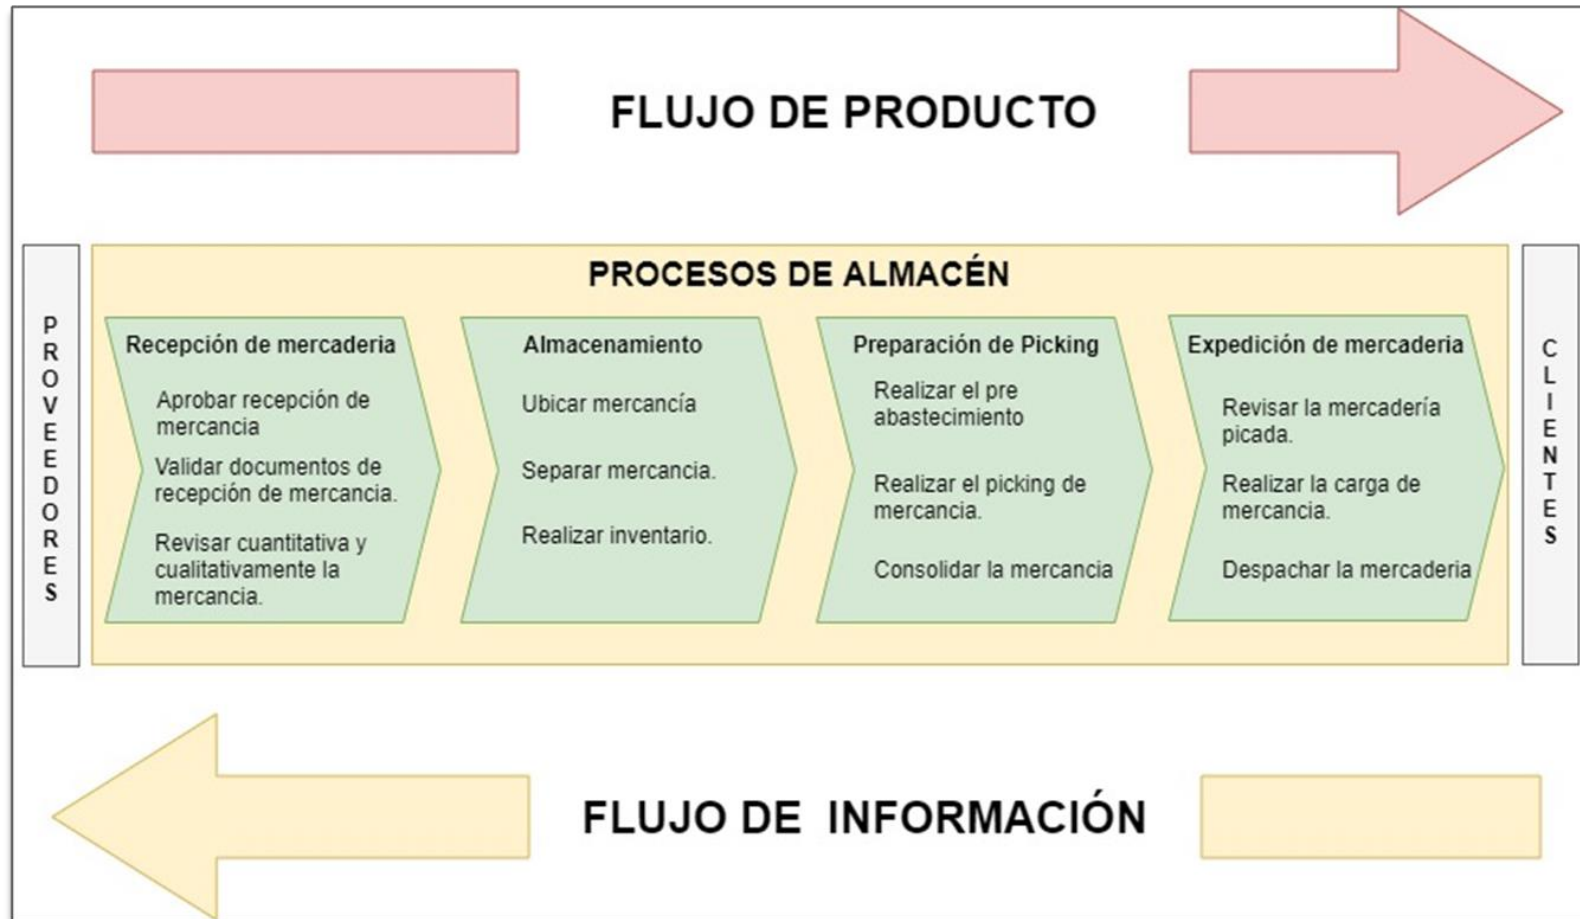 FLUJO DE PRODUCTO
PROVEEDORES
PROCESOS DE ALMACÉN
Recepción de mercaderia
Aprobar recepción de
mercancia
Validar documentos de
recepción de mercancia.
Revisar cuantitativa y
cualitativamente la
mercancia.
Almacenamiento
Ubicar mercancía
Separar mercancia.
Realizar inventario.
Preparación de Picking
Realizar el pre
abastecimiento
Realizar el picking de
mercancia.
Consolidar la mercancia
Expedición de mercaderia
Revisar la mercadería
picada.
Realizar la carga de
mercancia.
Despachar la mercaderia
CLIENTES
FLUJO DE INFORMACIÓN